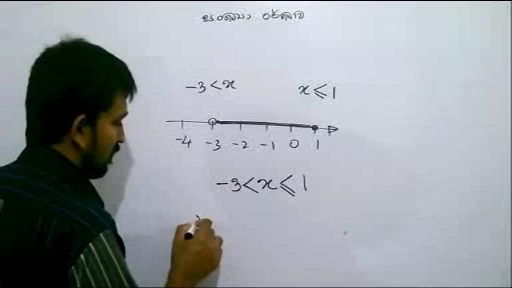 සංඛ්‍යා රේඛාව
-3 < x x ≤ 1
-4 -3 -2 -1 0 1
-3 < x ≤ 1